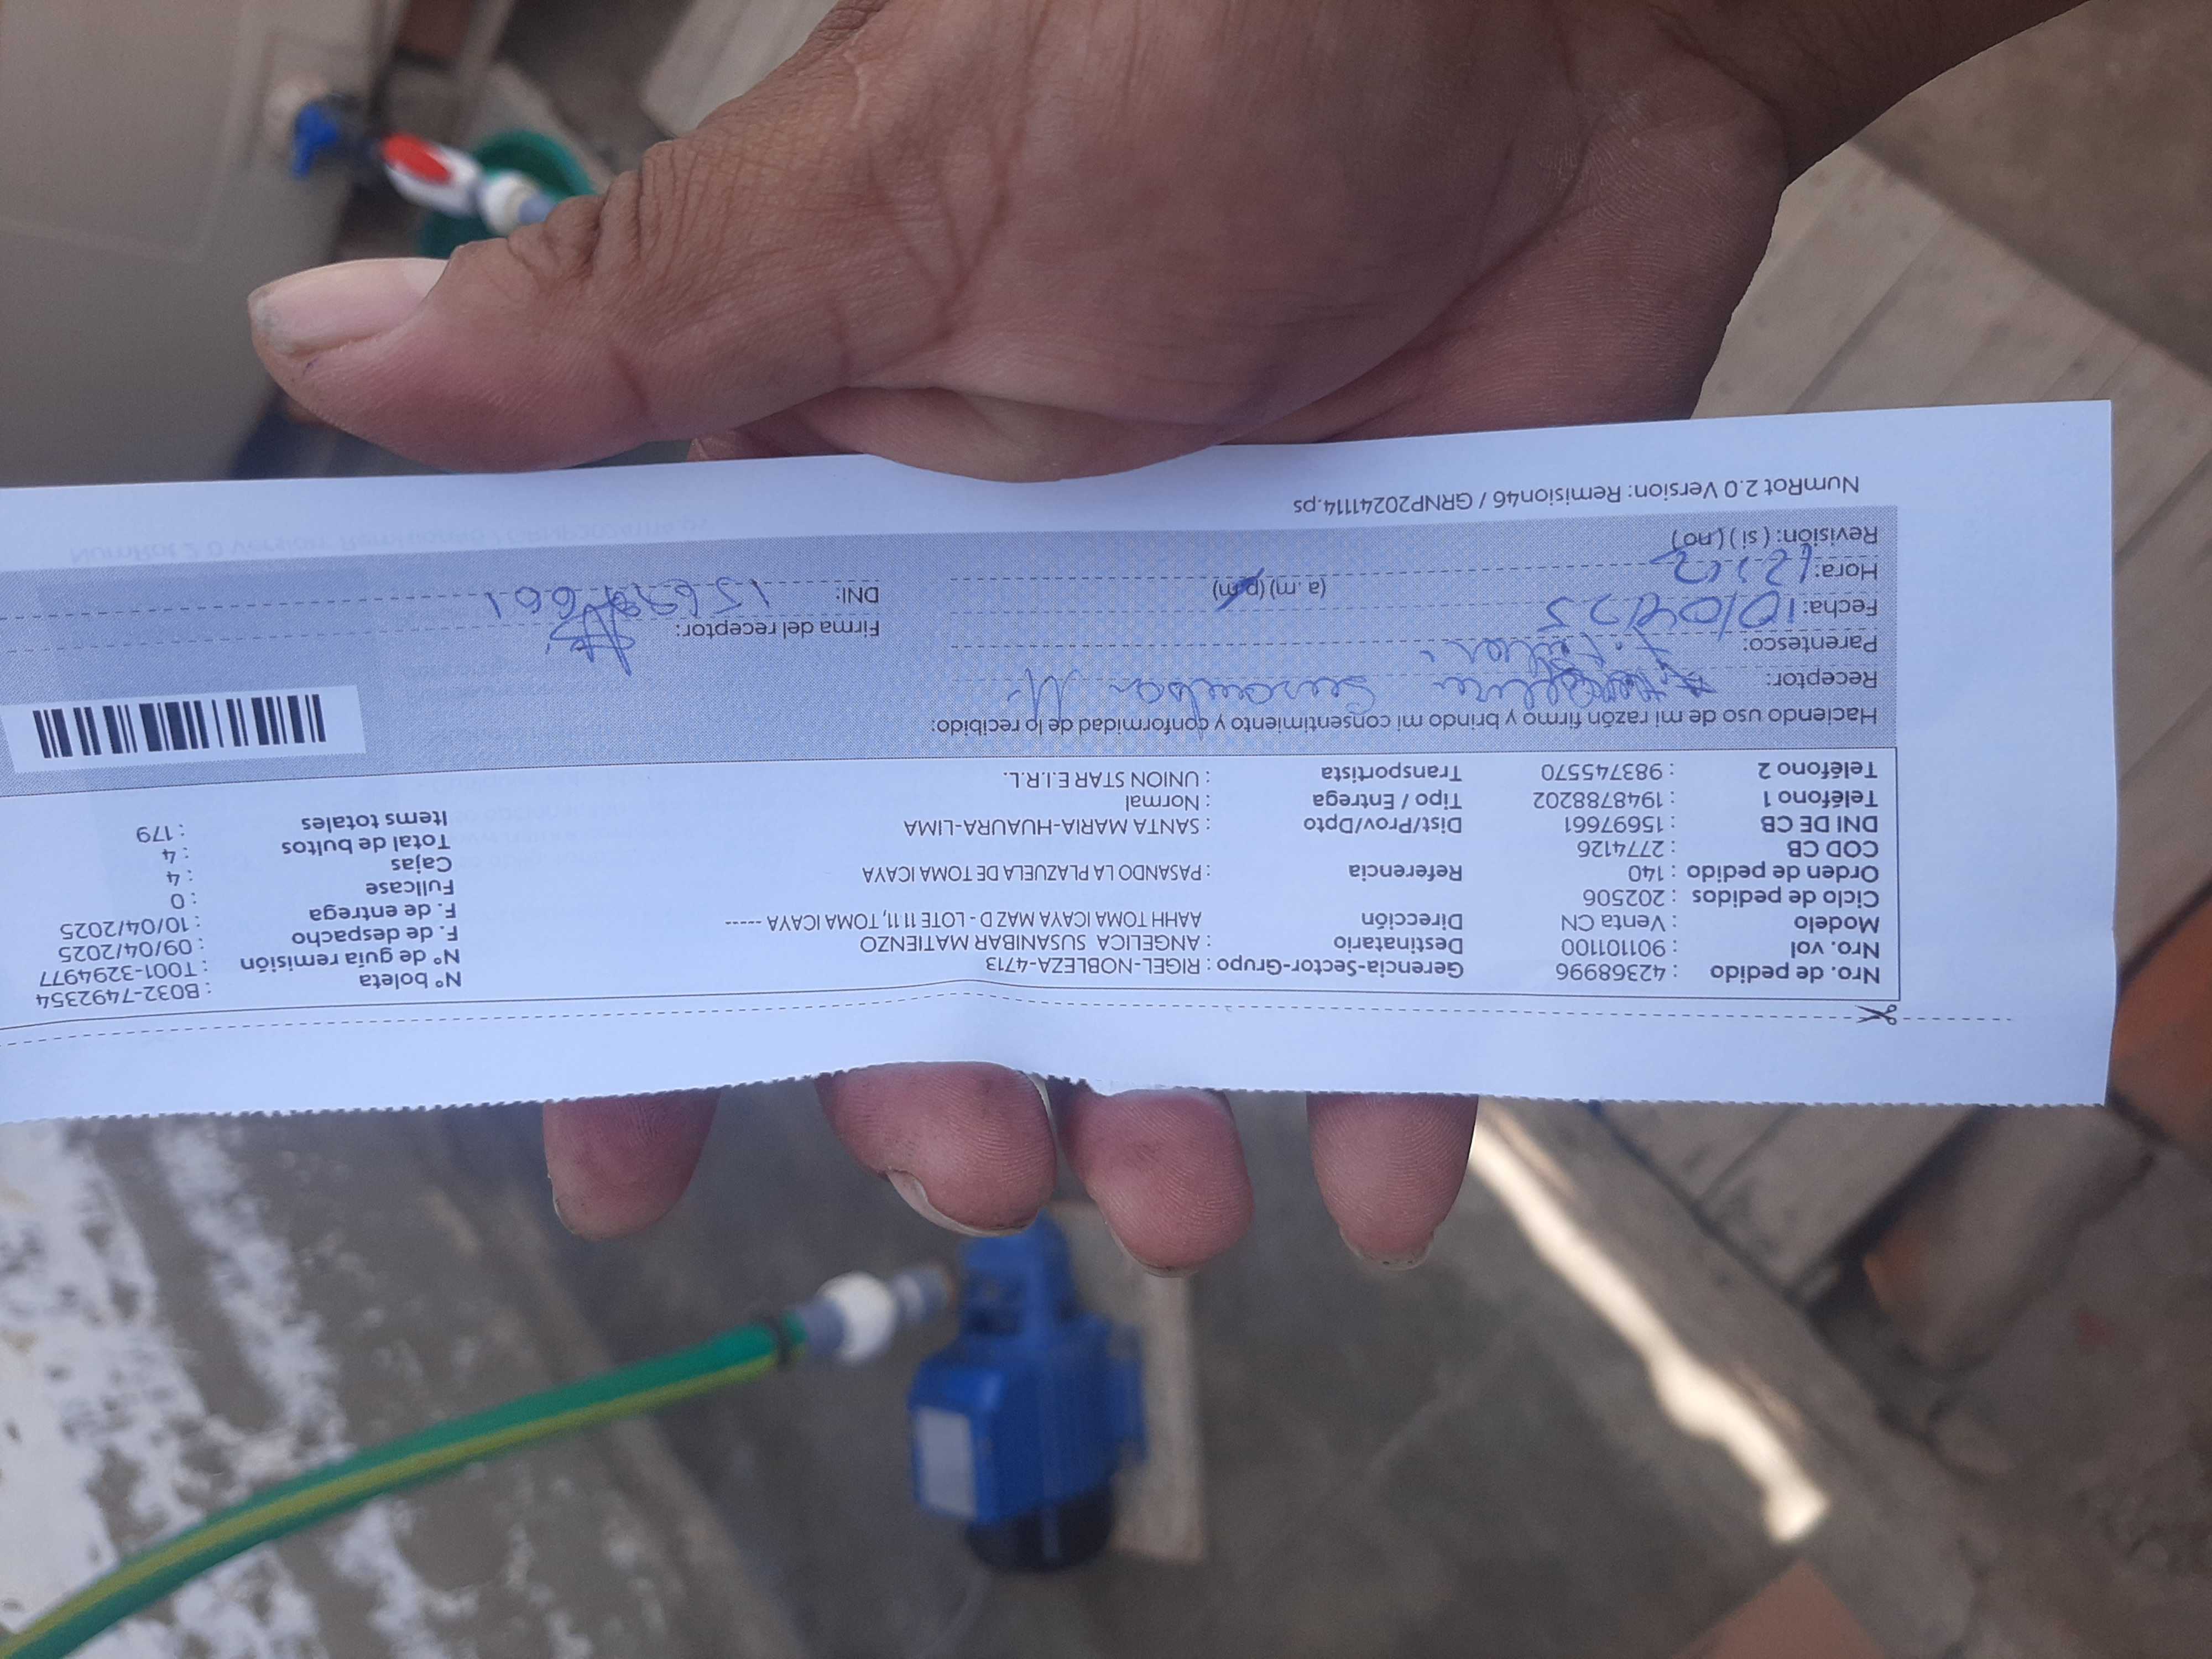 Nro. de pedido : 42368996 Gerencia-Sector-Grupo : RIGEL-NOBLEZA-4713 N° boleta : B032-7492354
Nro. vol : 901101100 Destinatario : ANGELICA SUSANIBAR MATIENZO N° de guía remisión : T001-3294977
Modelo : Venta CN Dirección AAHH TOMA ICAYA MAZ D - LOTE 11 11, TOMA ICAYA ----- F. de despacho : 09/04/2025
Ciclo de pedidos : 202506 F. de entrega : 10/04/2025
Orden de pedido : 140 Referencia : PASANDO LA PLAZUELA DE TOMA ICAYA Fullcase : 0
COD CB : 2774126 Cajas : 4
DNI DE CB : 15697661 Dist/Prov/Dpto : SANTA MARIA-HUAURA-LIMA Total de bultos : 4
Teléfono 1 : 1948788202 Tipo / Entrega : Normal Items totales : 179
Teléfono 2 : 983745570 Transportista : UNION STAR E.I.R.L.
Haciendo uso de mi razón firmo y brindo mi consentimiento y conformidad de lo recibido:
Receptor: M.
Parentesco:
Firma del receptor:
Fecha: 10/04/25
DNI: 15697661
Hora: 12:12 (a. m) (p.m)
Revisión: ( si ) ( no )
NumRot 2.0 Version: Remision46 / GRNP20241114.ps